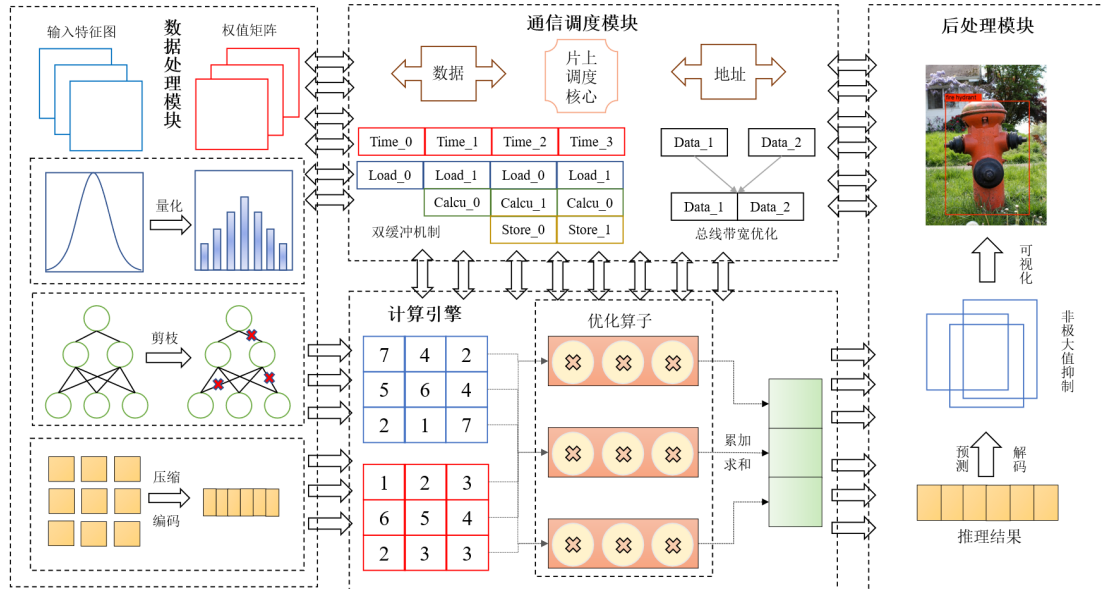 数据处理模块
输入特征图
权值矩阵
量化
剪枝
压缩
编码
通信调度模块
数据
片上
调度
核心
地址
Time_0 Time_1 Time_2 Time_3
Load_0 Load_1 Load_0 Load_1
Calcu_0 Calcu_1 Calcu_0
Store_0 Store_1
双缓冲机制
Data_1 Data_2
Data_1 Data_2
总线带宽优化
计算引擎
7 4 2
5 6 4
2 1 7
1 2 3
6 5 4
2 3 3
优化算子
累加
求和
后处理模块
fire hydrant
可视化
非极大值抑制
预测
解码
推理结果